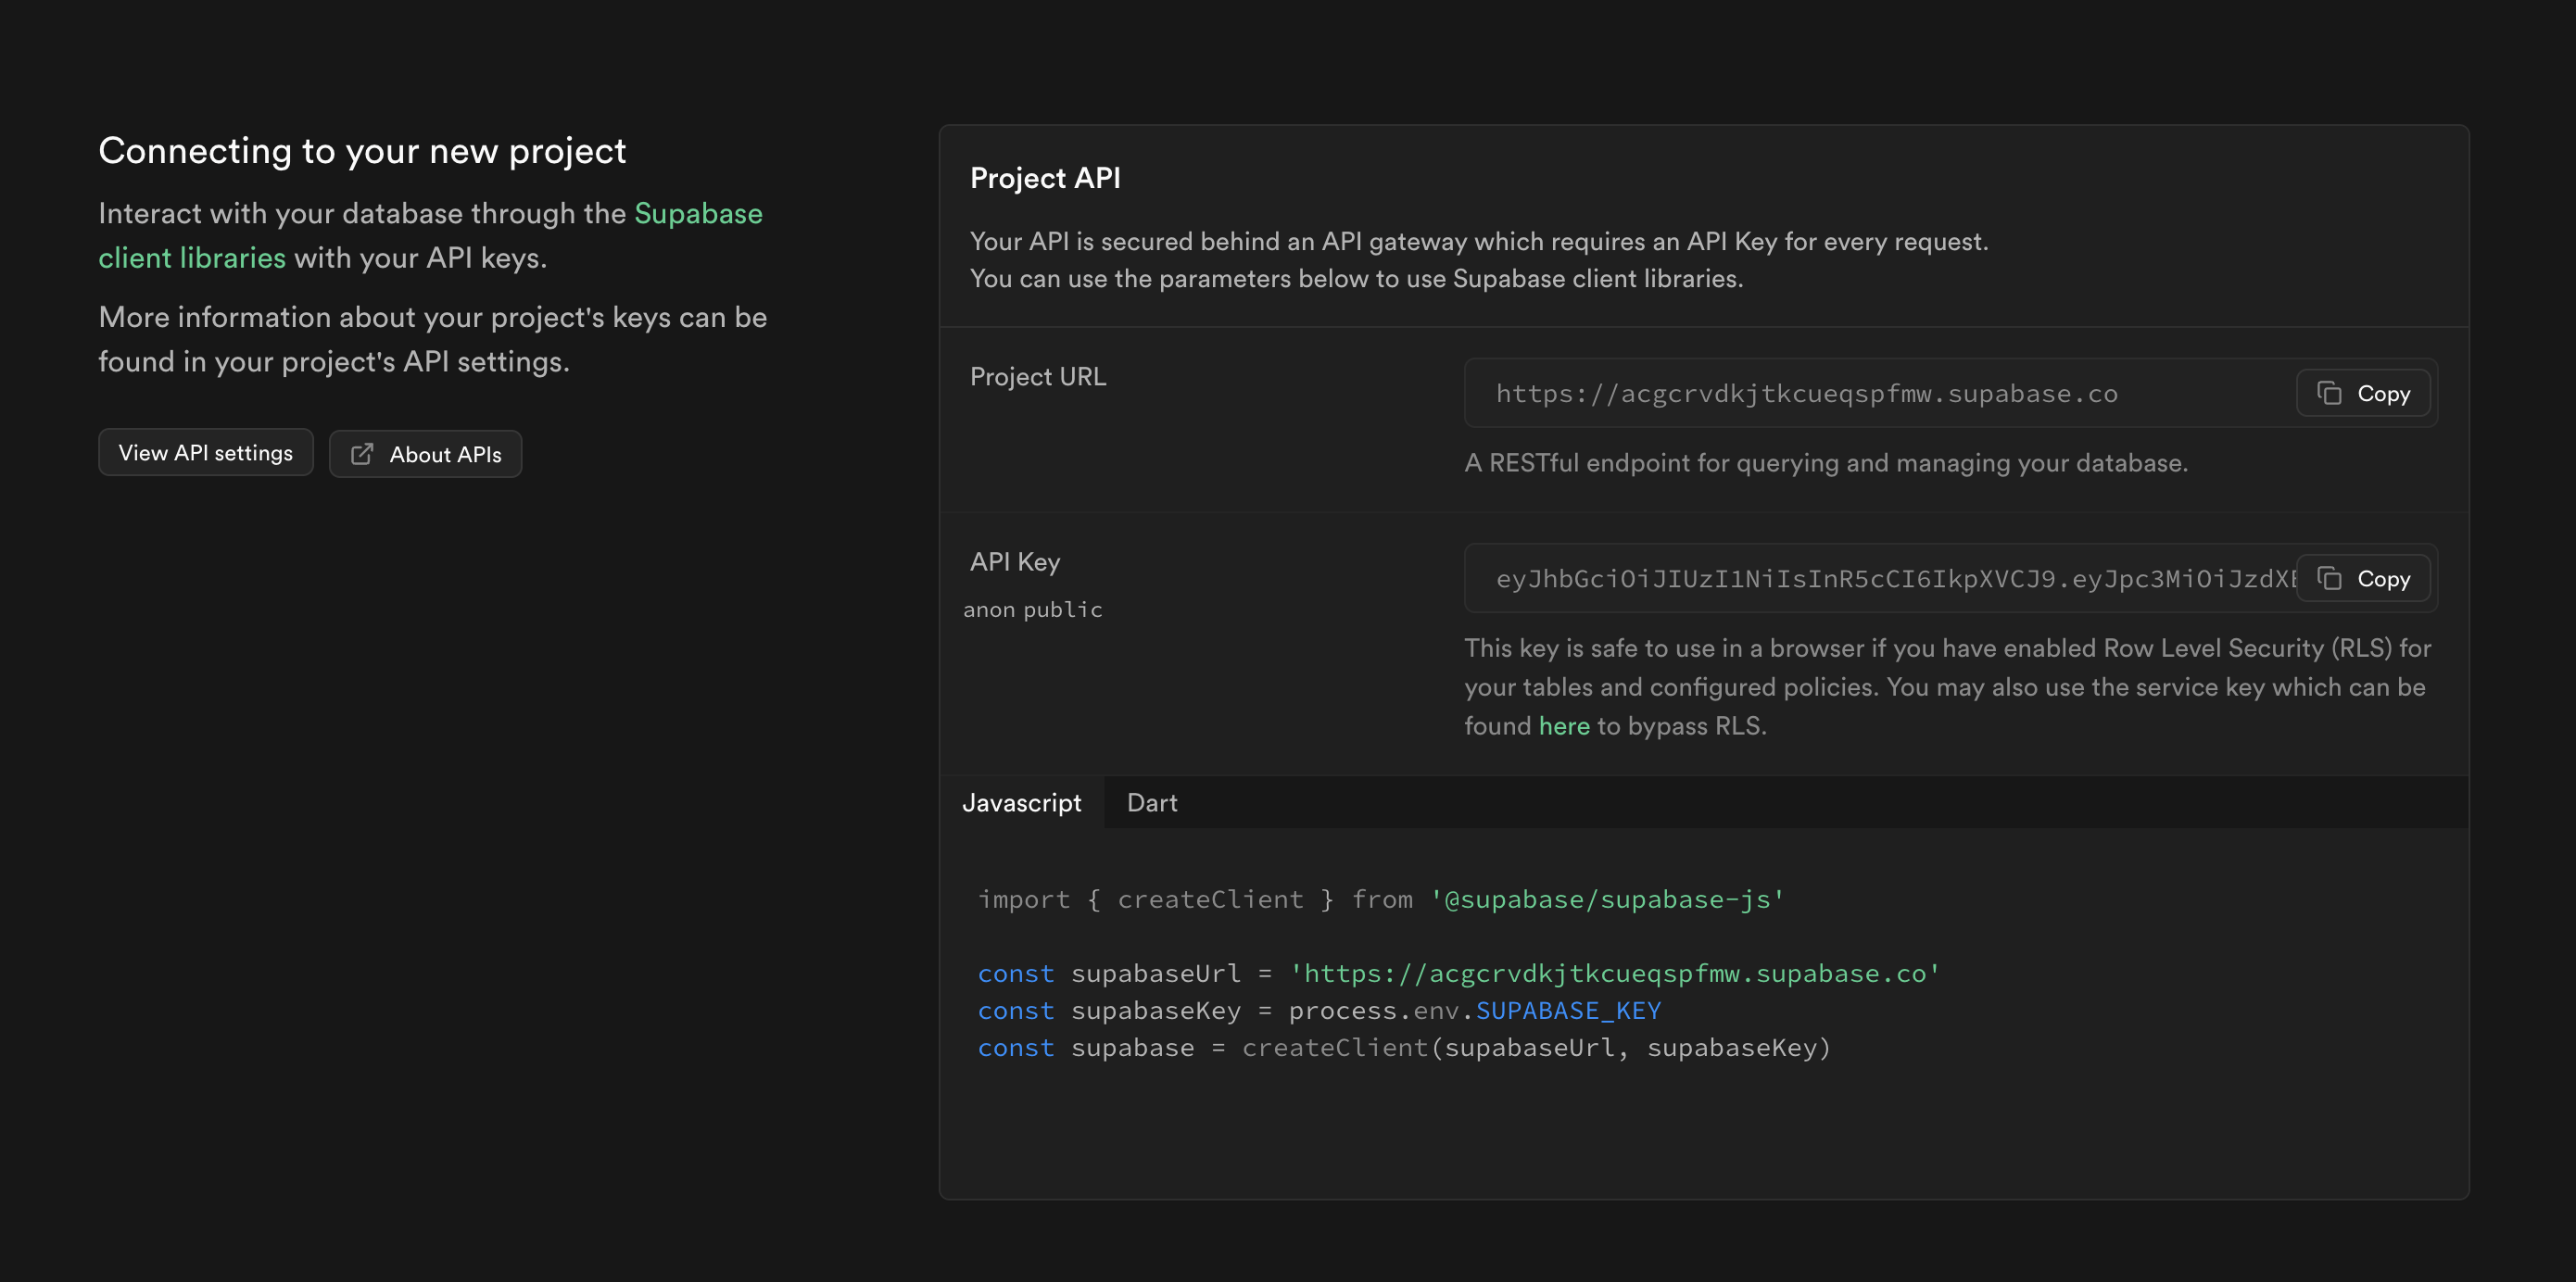 Connecting to your new project
Interact with your database through the Supabase
client libraries with your API keys.
More information about your project's keys can be
found in your project's API settings.
View API settings
About APIs
Project API
Your API is secured behind an API gateway which requires an API Key for every request.
You can use the parameters below to use Supabase client libraries.
Project URL
https://acgcrvdkjtkcueqspfmw.supabase.co
Copy
A RESTful endpoint for querying and managing your database.
API Key
anon public
eyJhbGciOiJIUzI1NiIsInR5cCI6IkpXVCJ9.eyJpc3MiOiJzdXB
Copy
This key is safe to use in a browser if you have enabled Row Level Security (RLS) for
your tables and configured policies. You may also use the service key which can be
found here to bypass RLS.
Javascript
Dart
import { createClient } from '@supabase/supabase-js'
const supabaseUrl = 'https://acgcrvdkjtkcueqspfmw.supabase.co'
const supabaseKey = process.env.SUPABASE_KEY
const supabase = createClient(supabaseUrl, supabaseKey)